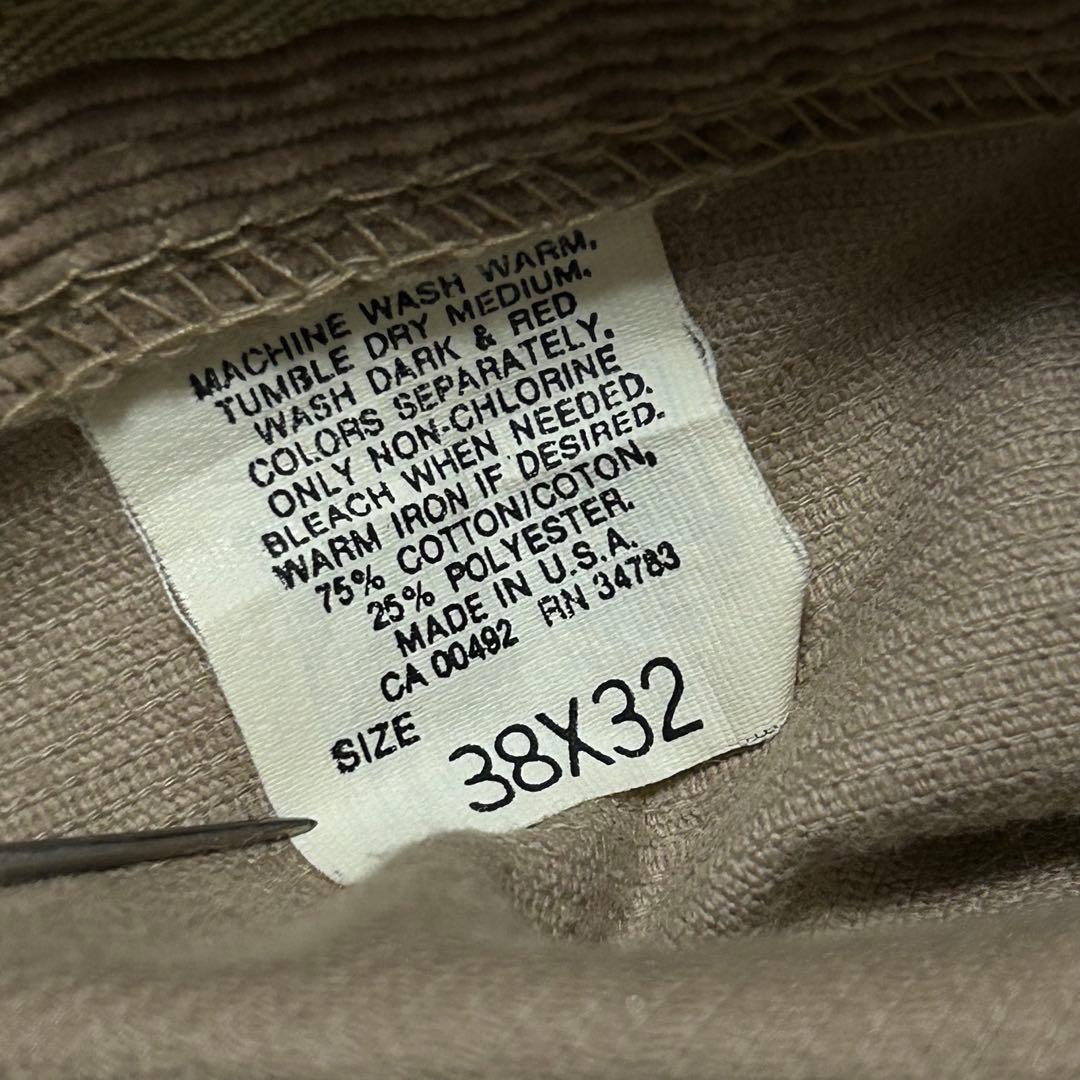 MACHINE WASH WARM,
TUMBLE DRY MEDIUM.
WASH DARK & RED
COLORS SEPARATELY.
ONLY NON-CHLORINE
BLEACH WHEN NEEDED.
WARM IRON IF DESIRED.
75% COTTON/COTON,
25% POLYESTER.
MADE IN U.S.A.
CA 00492 RN 34783
SIZE 38X32